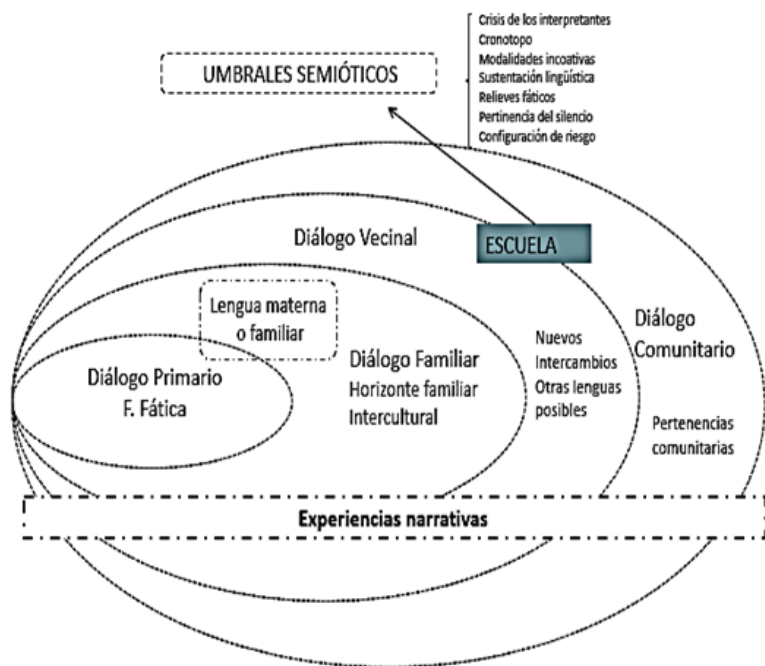 Crisis de los interpretantes
Cronotopo
Modalidades incoativas
Sustentación lingüística
Relieves fáticos
Pertinencia del silencio
Configuración de riesgo
UMBRALES SEMIÓTICOS
Diálogo Vecinal
ESCUELA
Lengua materna
o familiar
Diálogo Primario
F. Fática
Diálogo Familiar
Horizonte familiar
Intercultural
Nuevos
Intercambios
Otras lenguas
posibles
Diálogo
Comunitario
Pertenencias
comunitarias
Experiencias narrativas